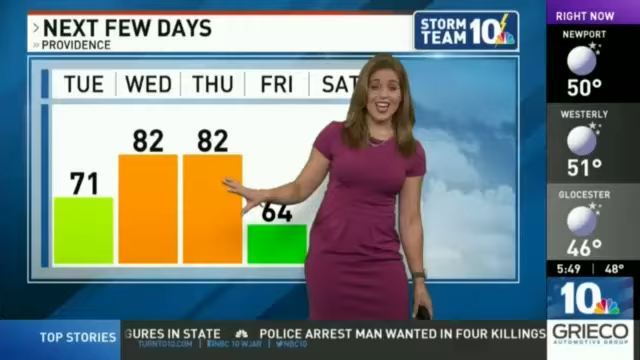 NEXT FEW DAYS
» PROVIDENCE
STORM
TEAM 10
TUE WED THU FRI SAT
71 82 82 64
RIGHT NOW
NEWPORT
50°
WESTERLY
51°
GLOCESTER
46°
5:49 48°
10
GRIECO
AUTOMOTIVE GROUP
TOP STORIES GURES IN STATE POLICE ARREST MAN WANTED IN FOUR KILLINGS
TURNTO10.COM NBC 10 WJAR @NBC10